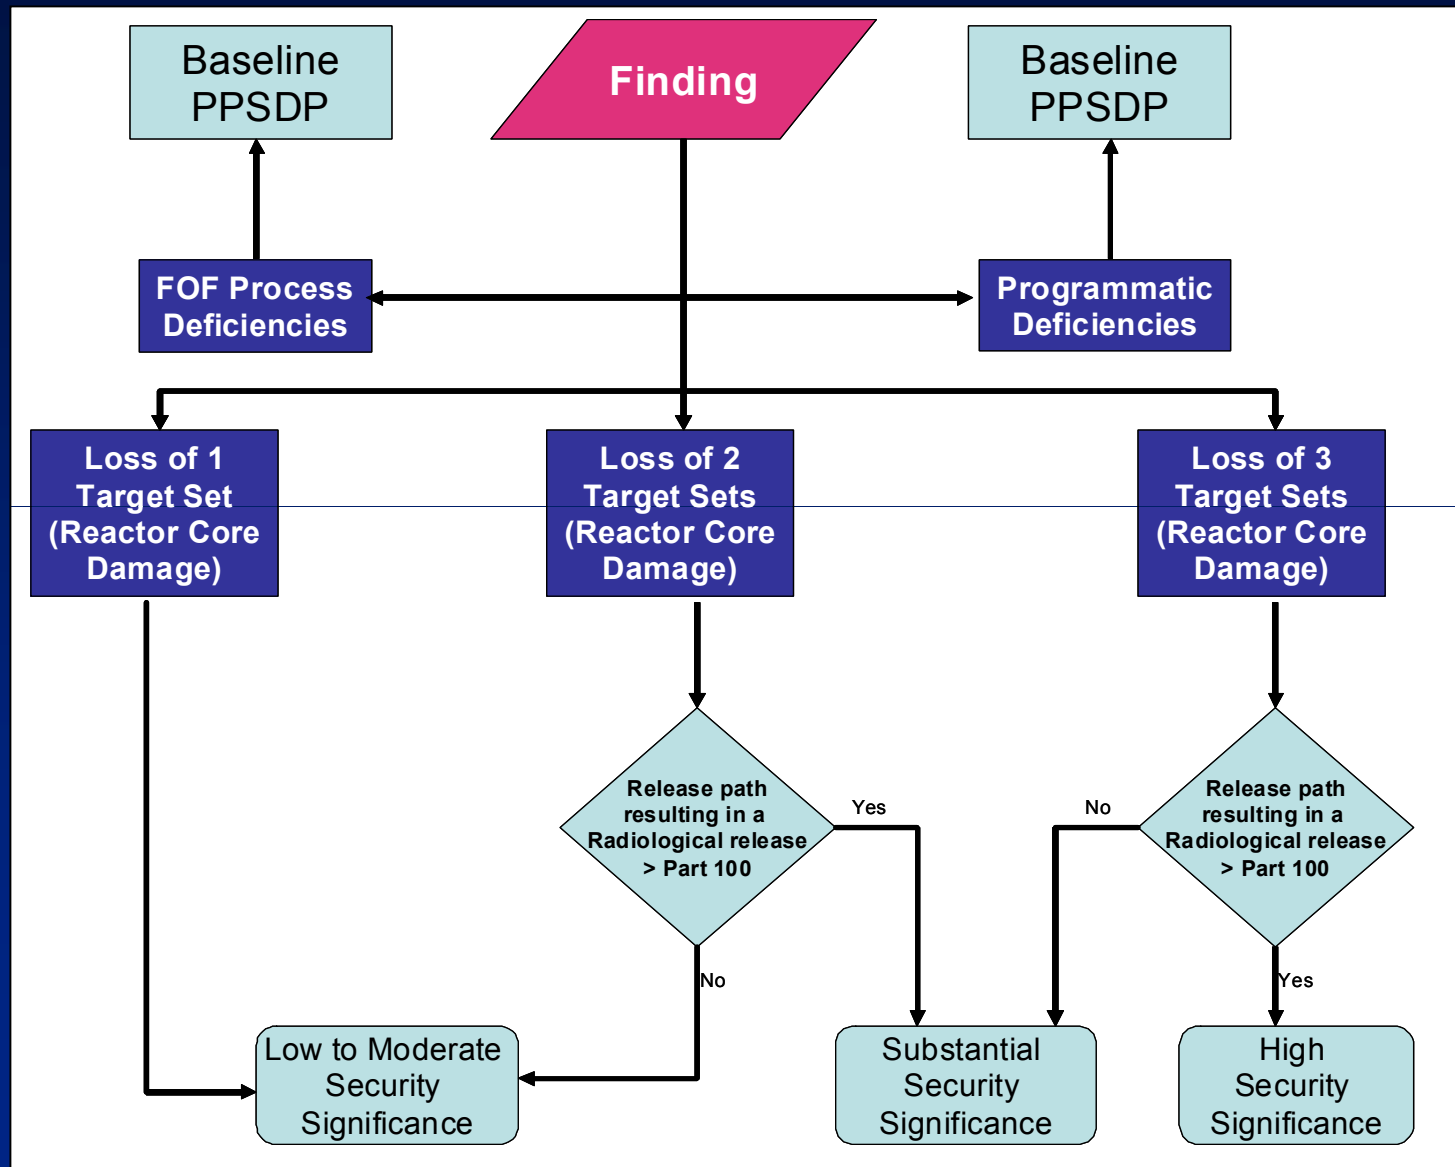 Baseline
PPSDP
Finding
Baseline
PPSDP
FOF Process
Deficiencies
Programmatic
Deficiencies
Loss of 1
Target Set
(Reactor Core
Damage)
Loss of 2
Target Sets
(Reactor Core
Damage)
Loss of 3
Target Sets
(Reactor Core
Damage)
Release path
resulting in a
Radiological release
> Part 100
Yes
No
Release path
resulting in a
Radiological release
> Part 100
No
Yes
Low to Moderate
Security
Significance
Substantial
Security
Significance
High
Security
Significance